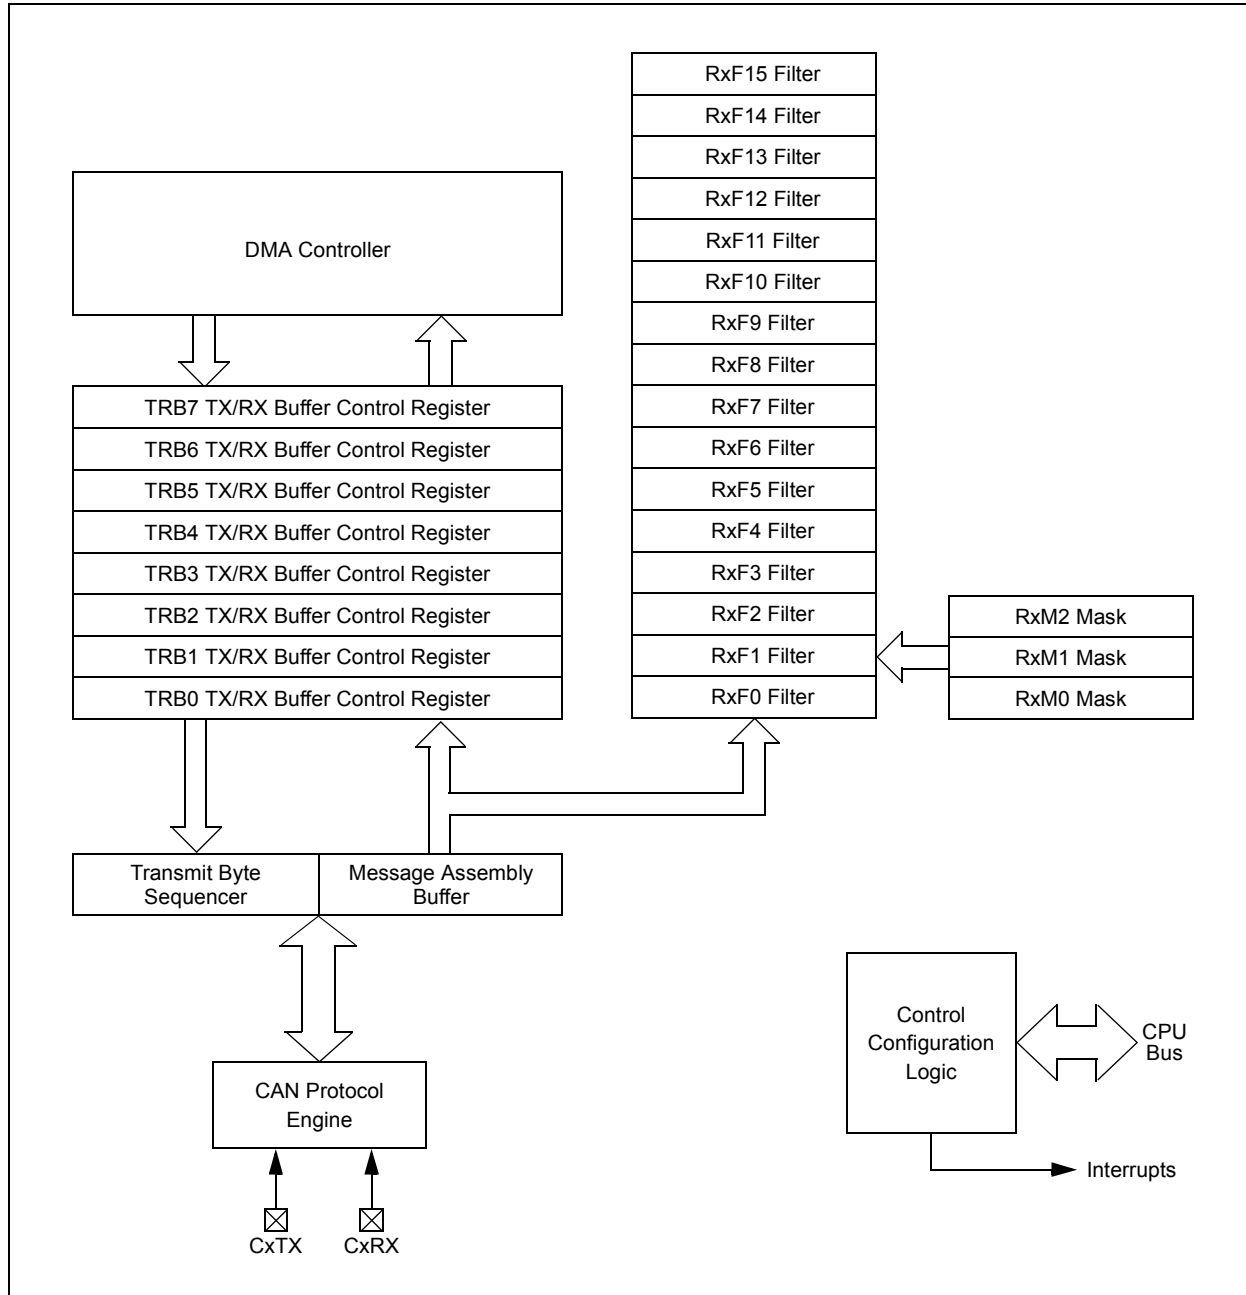 RxF15 Filter
RxF14 Filter
RxF13 Filter
RxF12 Filter
RxF11 Filter
RxF10 Filter
RxF9 Filter
RxF8 Filter
RxF7 Filter
RxF6 Filter
RxF5 Filter
RxF4 Filter
RxF3 Filter
RxF2 Filter
RxF1 Filter
RxF0 Filter
DMA Controller
TRB7 TX/RX Buffer Control Register
TRB6 TX/RX Buffer Control Register
TRB5 TX/RX Buffer Control Register
TRB4 TX/RX Buffer Control Register
TRB3 TX/RX Buffer Control Register
TRB2 TX/RX Buffer Control Register
TRB1 TX/RX Buffer Control Register
TRB0 TX/RX Buffer Control Register
RxM2 Mask
RxM1 Mask
RxM0 Mask
Transmit Byte
Sequencer
Message Assembly
Buffer
Control
Configuration
Logic
CPU
Bus
CAN Protocol
Engine
Interrupts
CxTX
CxRX